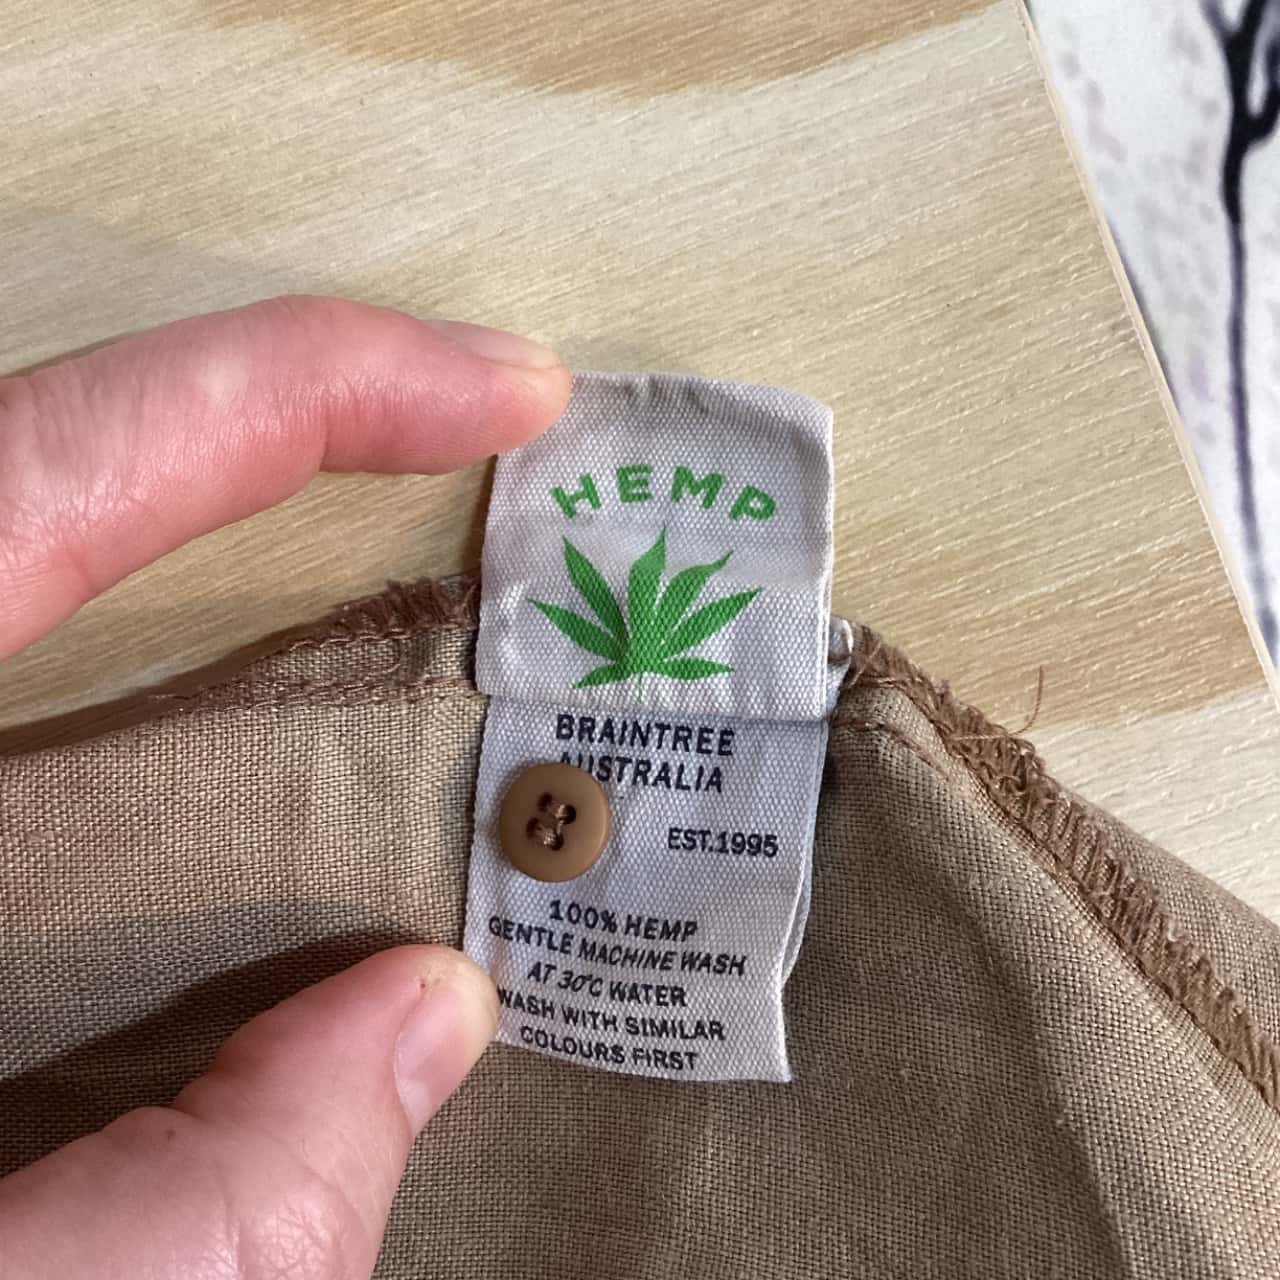 HEMP
BRAINTREE
AUSTRALIA
EST.1995
100% HEMP
GENTLE MACHINE WASH
AT 30°C WATER
WASH WITH SIMILAR
COLOURS FIRST